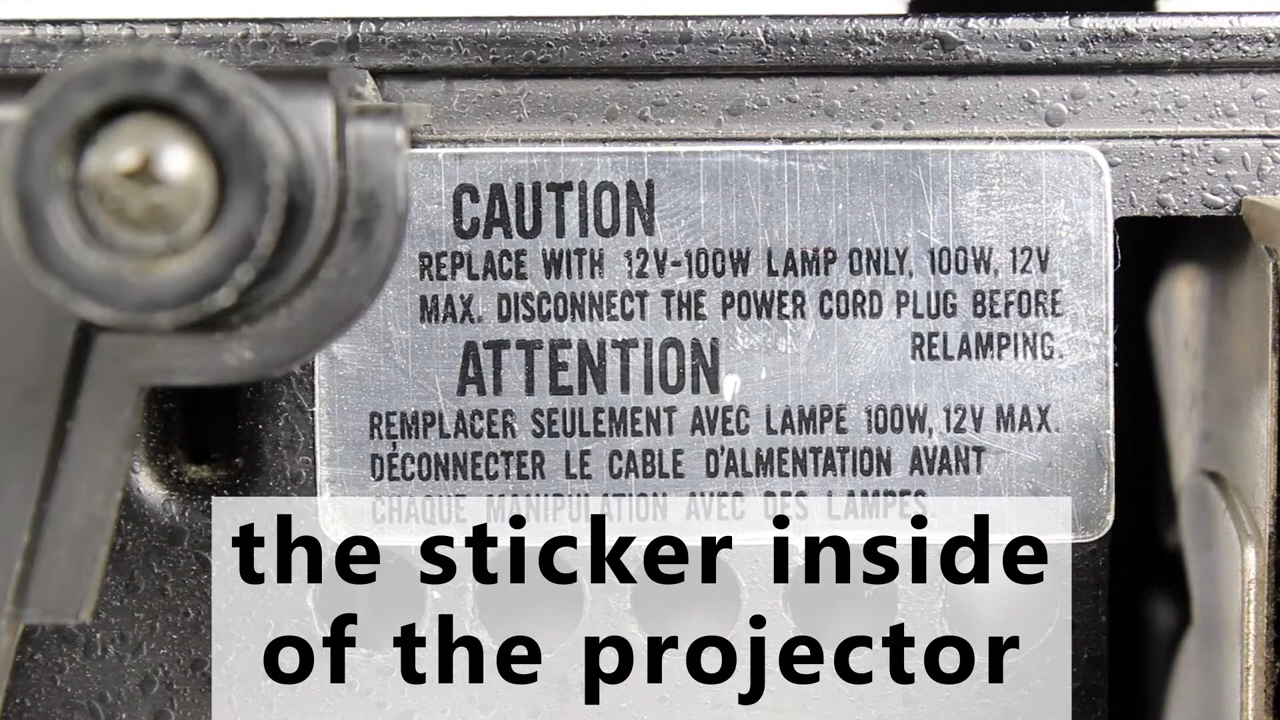 CAUTION
REPLACE WITH 12V-100W LAMP ONLY, 100W, 12V
MAX. DISCONNECT THE POWER CORD PLUG BEFORE
RELAMPING.
ATTENTION
REMPLACER SEULEMENT AVEC LAMPE 100W, 12V MAX.
DÉCONNECTER LE CABLE D'ALMENTATION AVANT
CHAQUE MANIPULATION AVEC DES LAMPES.
the sticker inside
of the projector